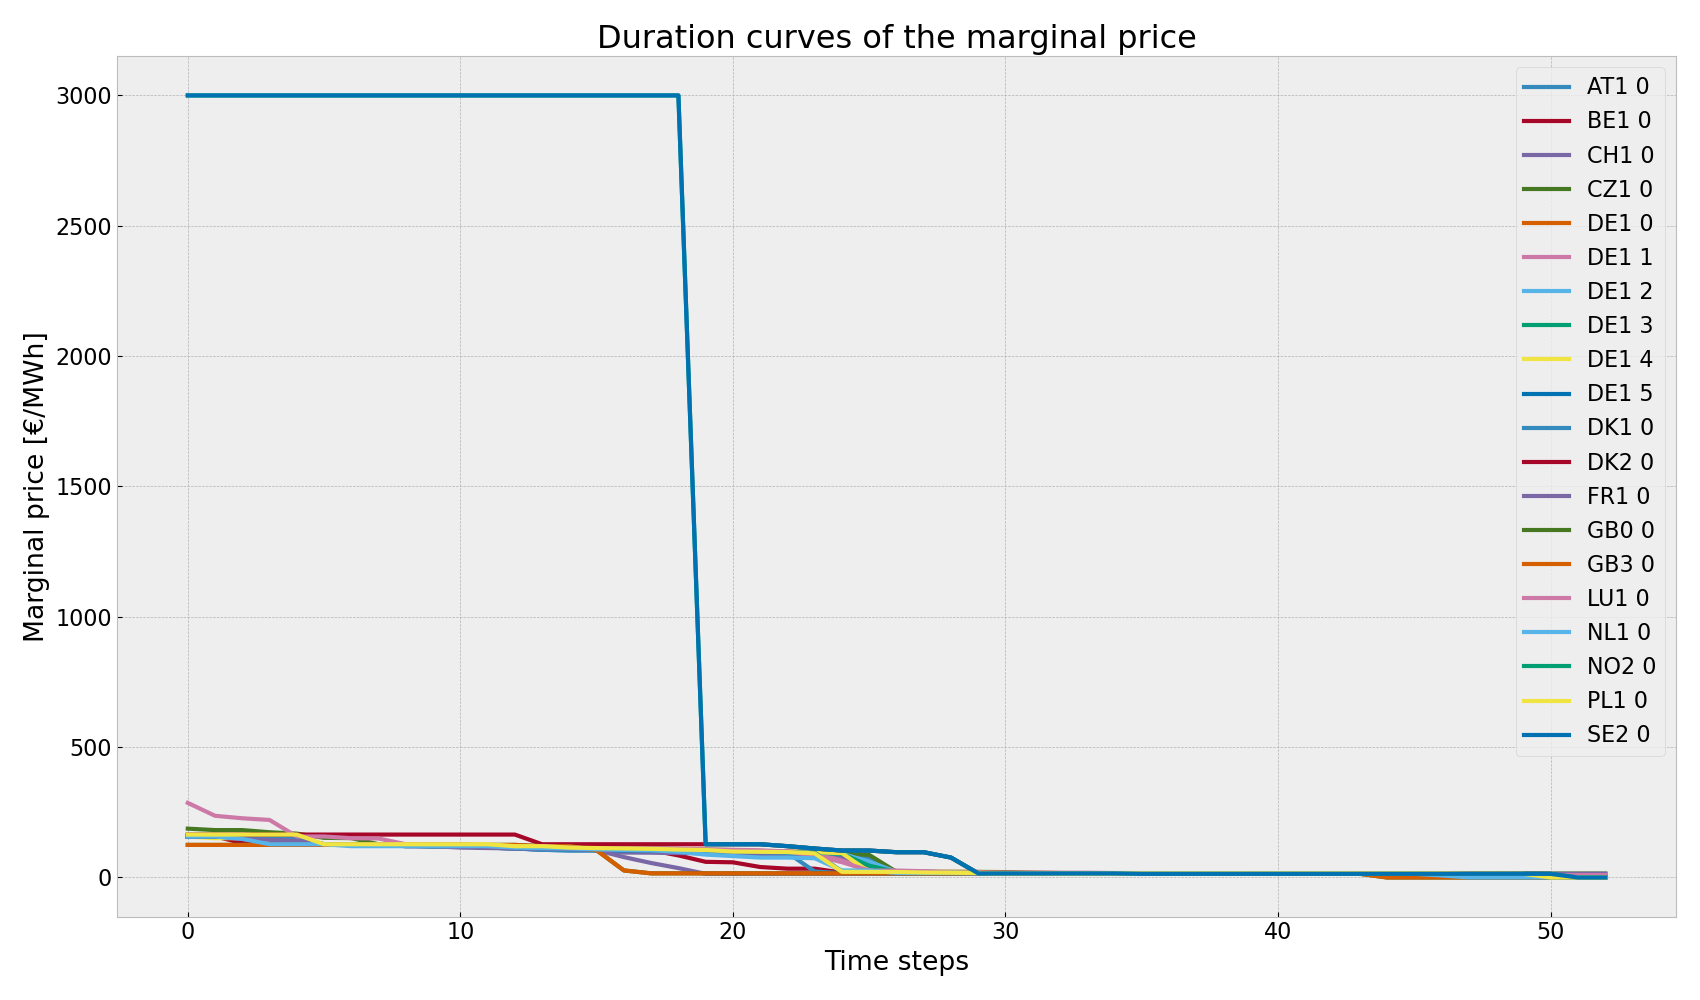 Duration curves of the marginal price
Marginal price [€/MWh]
3000
2500
2000
1500
1000
500
0
0 10 20 30 40 50
Time steps
AT1 0
BE1 0
CH1 0
CZ1 0
DE1 0
DE1 1
DE1 2
DE1 3
DE1 4
DE1 5
DK1 0
DK2 0
FR1 0
GB0 0
GB3 0
LU1 0
NL1 0
NO2 0
PL1 0
SE2 0